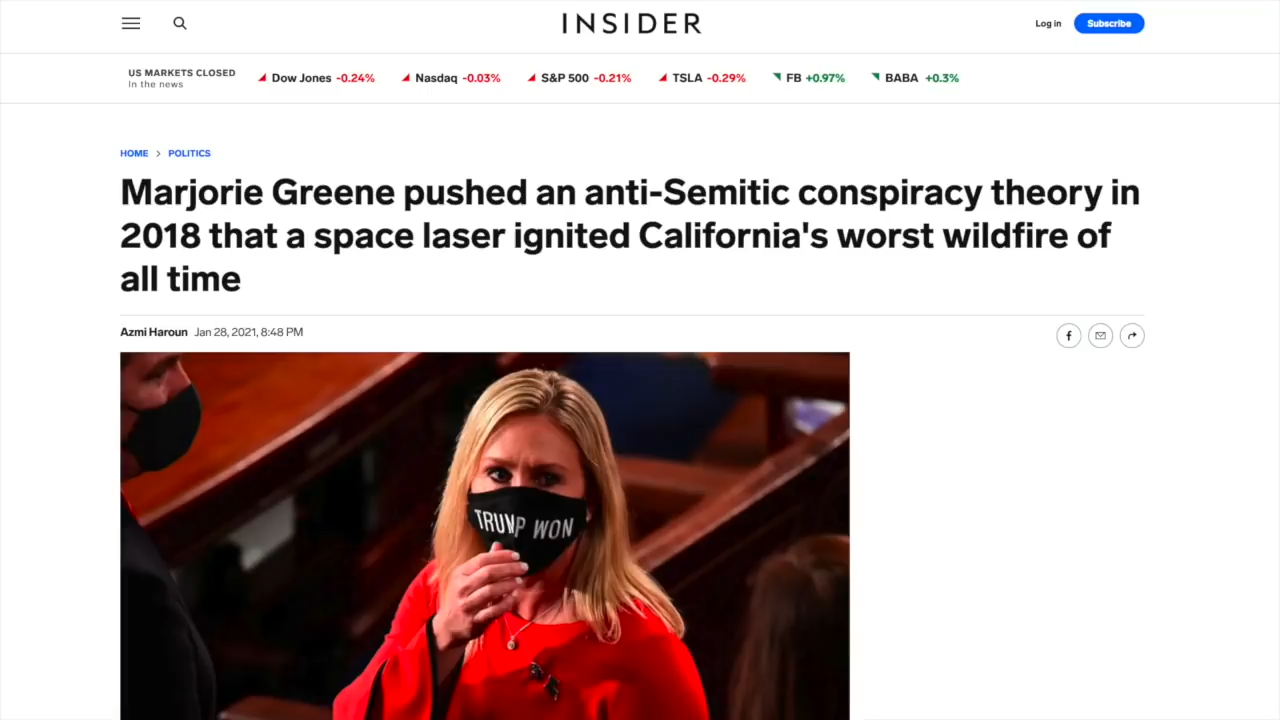 INSIDER
Log in
Subscribe
US MARKETS CLOSED
In the news
Dow Jones -0.24%
Nasdaq -0.03%
S&P 500 -0.21%
TSLA -0.29%
FB +0.97%
BABA +0.3%
HOME > POLITICS
Marjorie Greene pushed an anti-Semitic conspiracy theory in
2018 that a space laser ignited California's worst wildfire of
all time
Azmi Haroun Jan 28, 2021, 8:48 PM
TRUMP WON